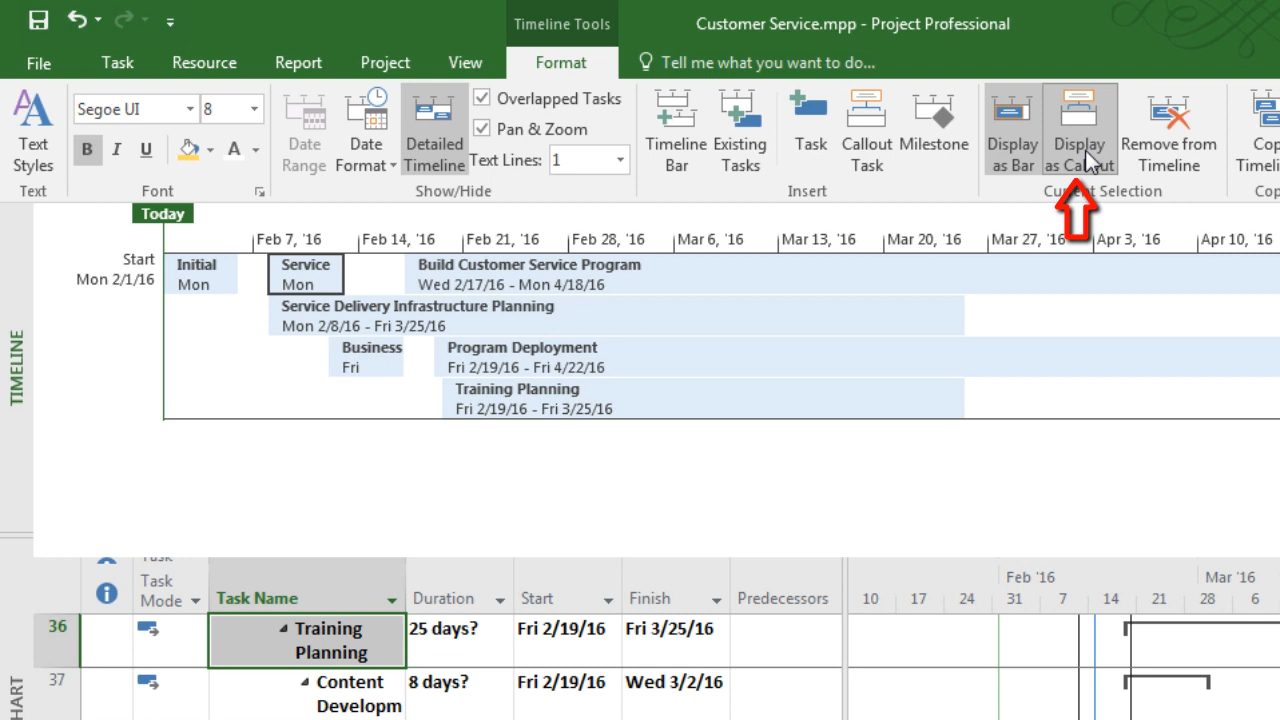 Timeline Tools
Customer Service.mpp - Project Professional
File Task Resource Report Project View Format Tell me what you want to do...
Text Styles
Text
Segoe UI 8
B I U A
Font
Date Range
Date Format
Detailed Timeline
Overlapped Tasks
Pan & Zoom
Text Lines: 1
Show/Hide
Timeline Bar
Existing Tasks
Task
Callout Task
Milestone
Insert
Display as Bar
Display
Remove from Timeline
Selection
Today
Feb 7, '16 Feb 14, '16 Feb 21, '16 Feb 28, '16 Mar 6, '16 Mar 13, '16 Mar 20, '16 Mar 27, '16 Apr 3, '16 Apr 10, '16
Start
Mon 2/1/16
Initial
Mon
Service
Mon
Build Customer Service Program
Wed 2/17/16 - Mon 4/18/16
Service Delivery Infrastructure Planning
Mon 2/8/16 - Fri 3/25/16
Business
Fri
Program Deployment
Fri 2/19/16 - Fri 4/22/16
Training Planning
Fri 2/19/16 - Fri 3/25/16
TIMELINE
Task Mode
Task Name
Duration
Start
Finish
Predecessors
Feb '16 Mar '16
10 17 24 31 7 14 21 28 6
36 Training Planning 25 days? Fri 2/19/16 Fri 3/25/16
37 Content Developm 8 days? Fri 2/19/16 Wed 3/2/16
HART